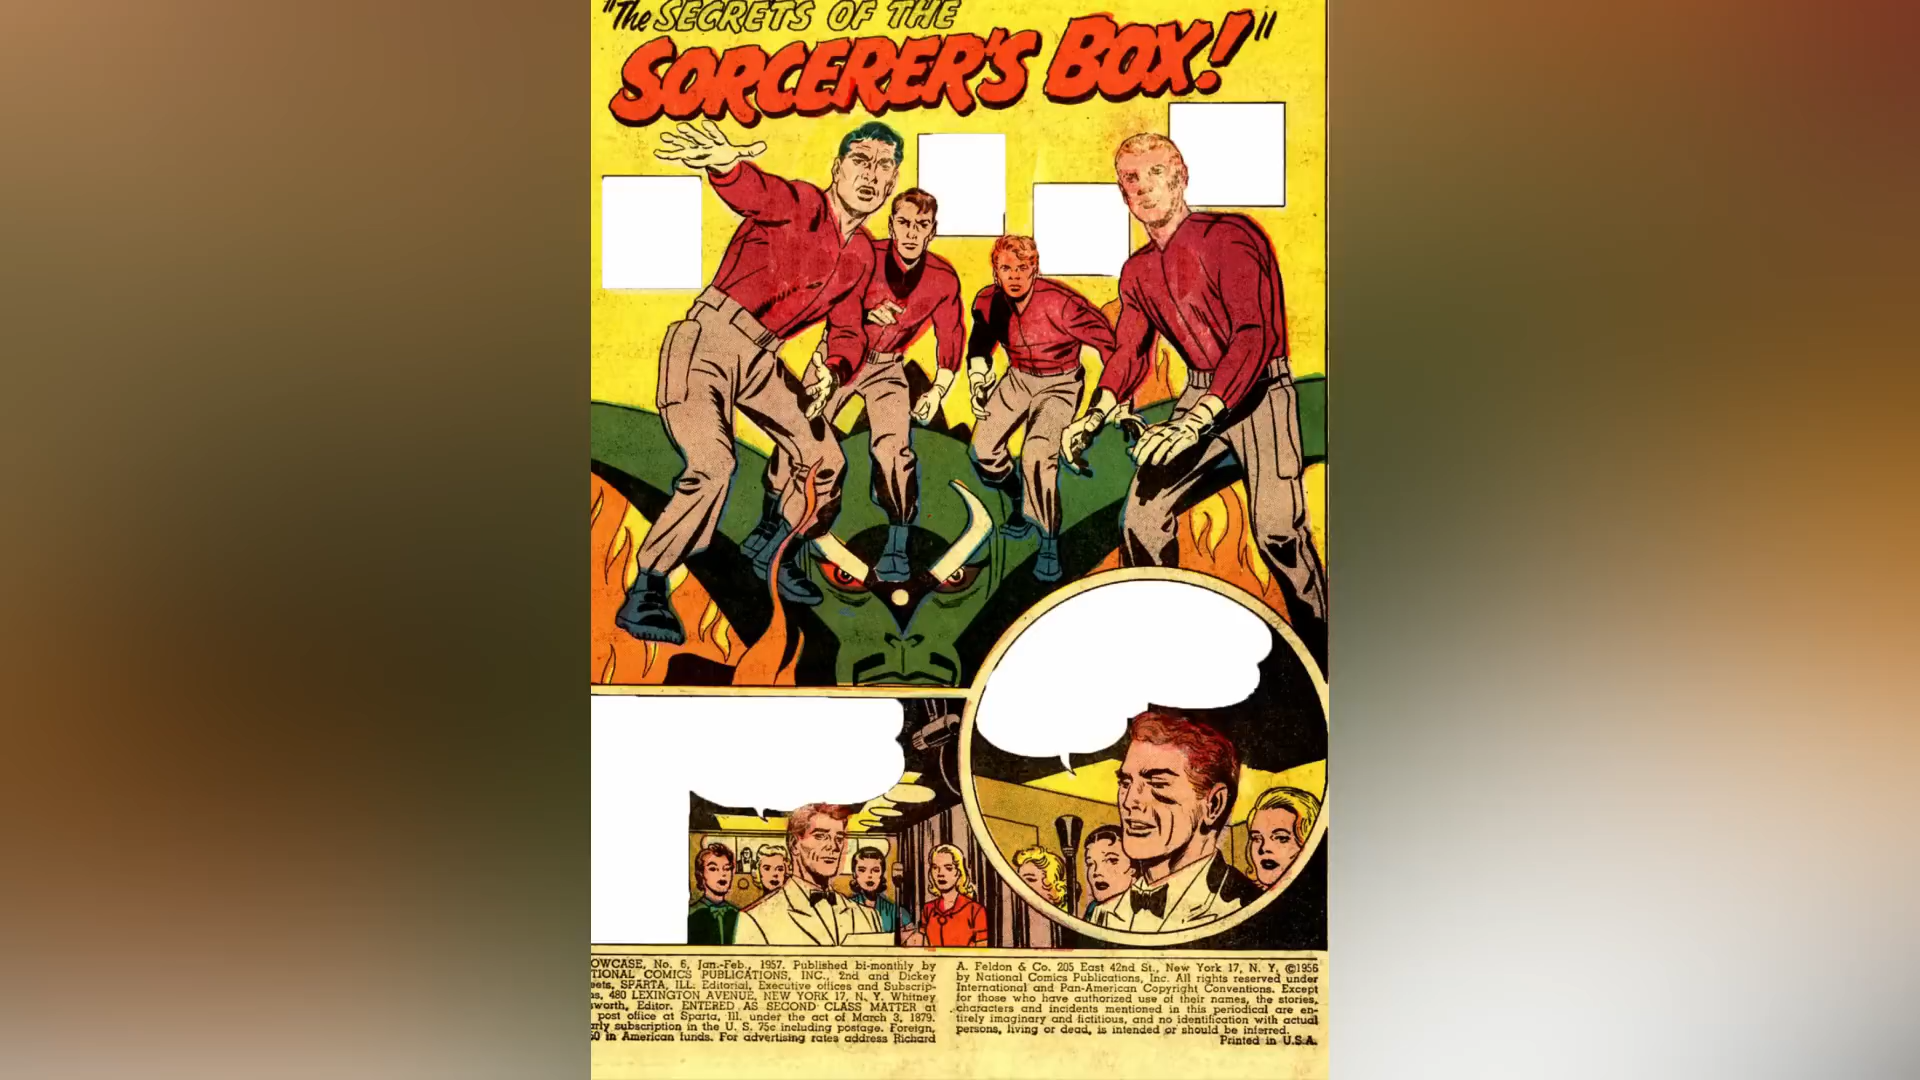 "The SECRETS OF THE
SORCERER'S BOX!"
OWCASE, No. 6, Jan.-Feb., 1957. Published bi-monthly by
TIONAL COMICS PUBLICATIONS, INC., 2nd and Dickey
eets, SPARTA, ILL. Editorial, Executive offices and Subscrip-
ns, 480 LEXINGTON AVENUE, NEW YORK 17, N. Y. Whitney
sworth, Editor. ENTERED AS SECOND CLASS MATTER at
post office at Sparta, Ill. under the act of March 3, 1879.
rly subscription in the U. S. 75c including postage. Foreign,
50 in American funds. For advertising rates address Richard
A. Feldon & Co. 205 East 42nd St., New York 17, N. Y. ©1956
by National Comics Publications, Inc. All rights reserved under
International and Pan-American Copyright Conventions. Except
for those who have authorized use of their names, the stories,
characters and incidents mentioned in this periodical are en-
tirely imaginary and fictitious, and no identification with actual
persons, living or dead, is intended or should be inferred.
Printed in U.S.A.